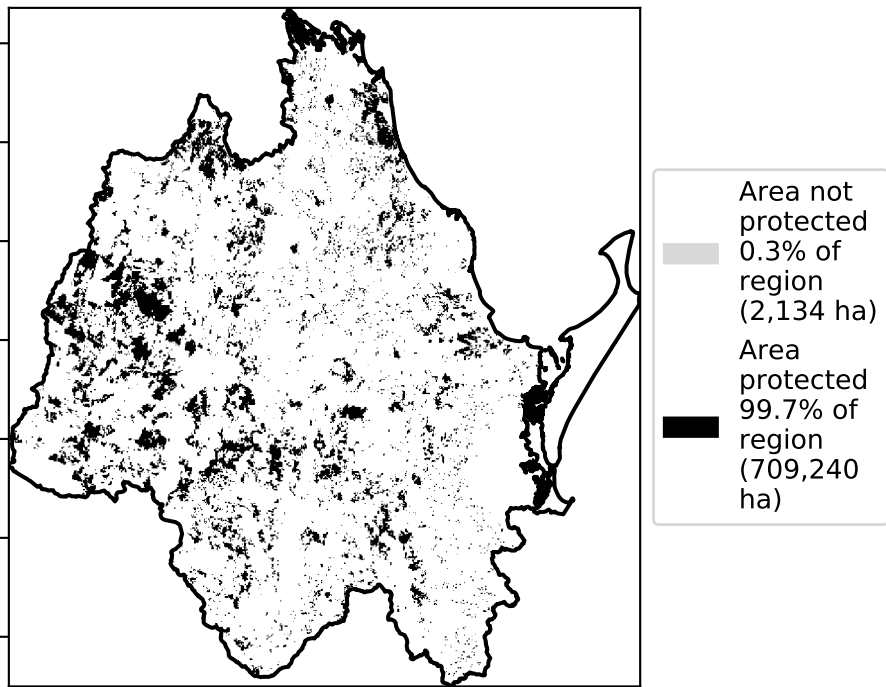 Area not
protected
0.3% of
region
(2,134 ha)
Area
protected
99.7% of
region
(709,240
ha)